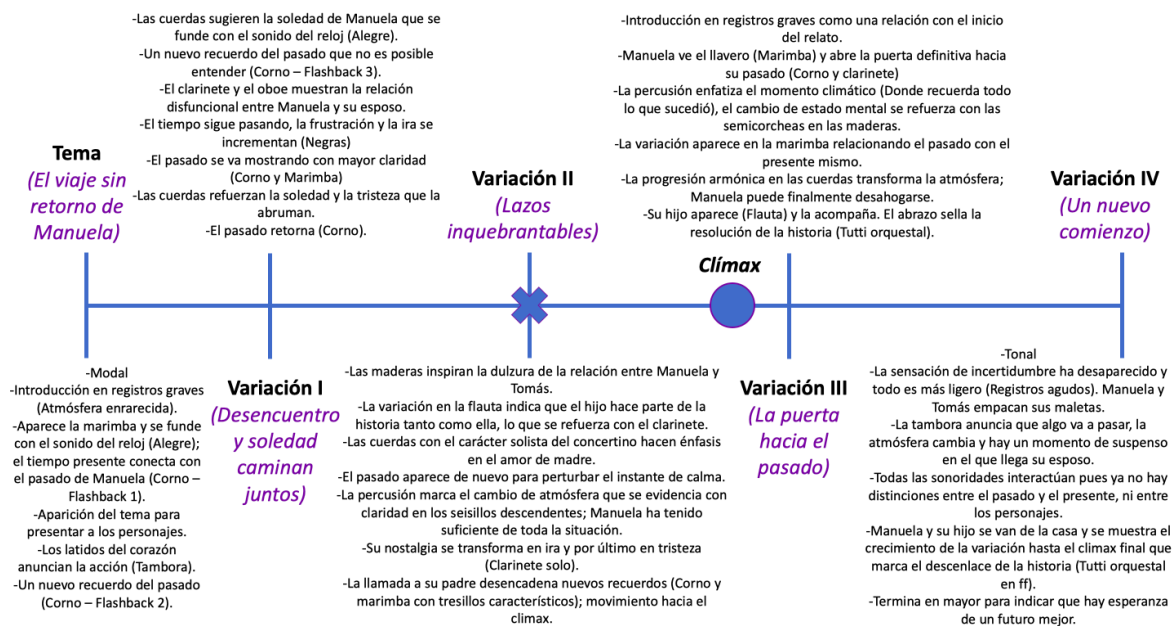 Tema
(El viaje sin
retorno de
Manuela)
-Modal
-Introducción en registros graves
(Atmósfera enrarecida).
-Aparece la marimba y se funde
con el sonido del reloj (Alegre);
el tiempo presente conecta con
el pasado de Manuela (Corno –
Flashback 1).
-Aparición del tema para
presentar a los personajes.
-Los latidos del corazón
anuncian la acción (Tambora).
-Un nuevo recuerdo del pasado
(Corno – Flashback 2).
-Las cuerdas sugieren la soledad de Manuela que se
funde con el sonido del reloj (Alegre).
-Un nuevo recuerdo del pasado que no es posible
entender (Corno – Flashback 3).
-El clarinete y el oboe muestran la relación
disfuncional entre Manuela y su esposo.
-El tiempo sigue pasando, la frustración y la ira se
incrementan (Negras)
-El pasado se va mostrando con mayor claridad
(Corno y Marimba)
-Las cuerdas refuerzan la soledad y la tristeza que la
abruman.
-El pasado retorna (Corno).
Variación I
(Desencuentro
y soledad
caminan
juntos)
Variación II
(Lazos
inquebrantables)
-Las maderas inspiran la dulzura de la relación entre Manuela y
Tomás.
-La variación en la flauta indica que el hijo hace parte de la
historia tanto como ella, lo que se refuerza con el clarinete.
-Las cuerdas con el carácter solista del concertino hacen énfasis
en el amor de madre.
-El pasado aparece de nuevo para perturbar el instante de calma.
-La percusión marca el cambio de atmósfera que se evidencia con
claridad en los seisillos descendentes; Manuela ha tenido
suficiente de toda la situación.
-Su nostalgia se transforma en ira y por último en tristeza
(Clarinete solo).
-La llamada a su padre desencadena nuevos recuerdos (Corno y
marimba con tresillos característicos); movimiento hacia el
climax.
-Introducción en registros graves como una relación con el inicio
del relato.
-Manuela ve el llavero (Marimba) y abre la puerta definitiva hacia
su pasado (Corno y clarinete)
-La percusión enfatiza el momento climático (Donde recuerda todo
lo que sucedió), el cambio de estado mental se refuerza con las
semicorcheas en las maderas.
-La variación aparece en la marimba relacionando el pasado con el
presente mismo.
-La progresión armónica en las cuerdas transforma la atmósfera;
Manuela puede finalmente desahogarse.
-Su hijo aparece (Flauta) y la acompaña. El abrazo sella la
resolución de la historia (Tutti orquestal).
Clímax
Variación III
(La puerta
hacia el
pasado)
Variación IV
(Un nuevo
comienzo)
-Tonal
-La sensación de incertidumbre ha desaparecido y
todo es más ligero (Registros agudos). Manuela y
Tomás empacan sus maletas.
-La tambora anuncia que algo va a pasar, la
atmósfera cambia y hay un momento de suspenso
en el que llega su esposo.
-Todas las sonoridades interactúan pues ya no hay
distinciones entre el pasado y el presente, ni entre
los personajes.
-Manuela y su hijo se van de la casa y se muestra el
crecimiento de la variación hasta el climax final que
marca el descenlace de la historia (Tutti orquestal
en ff).
-Termina en mayor para indicar que hay esperanza
de un futuro mejor.